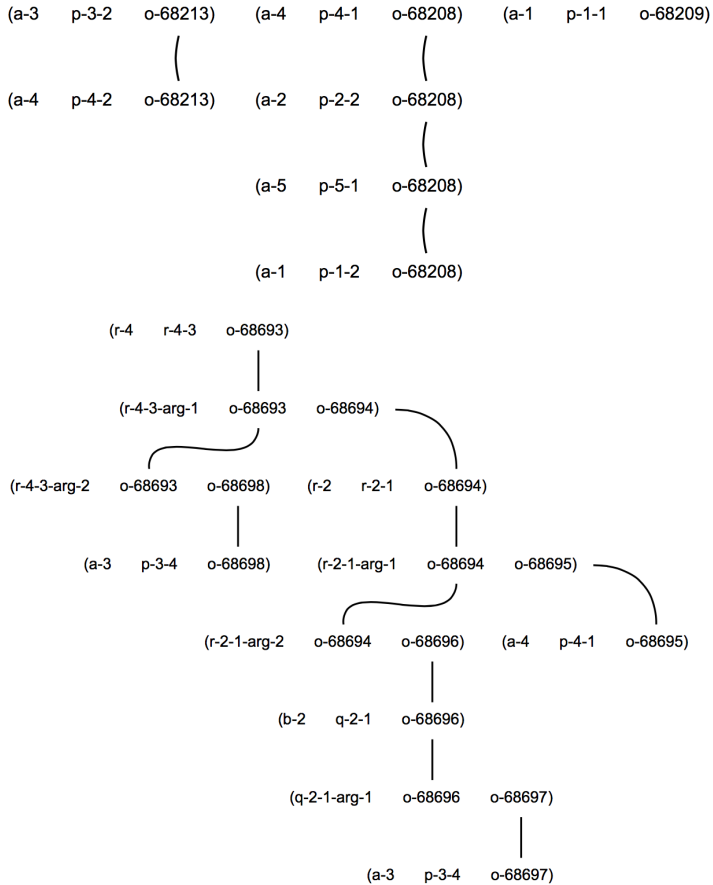 (a-3 p-3-2 o-68213) (a-4 p-4-1 o-68208) (a-1 p-1-1 o-68209)
(a-4 p-4-2 o-68213) (a-2 p-2-2 o-68208)
(a-5 p-5-1 o-68208)
(a-1 p-1-2 o-68208)
(r-4 r-4-3 o-68693)
(r-4-3-arg-1 o-68693 o-68694)
(r-4-3-arg-2 o-68693 o-68698) (r-2 r-2-1 o-68694)
(a-3 p-3-4 o-68698) (r-2-1-arg-1 o-68694 o-68695)
(r-2-1-arg-2 o-68694 o-68696) (a-4 p-4-1 o-68695)
(b-2 q-2-1 o-68696)
(q-2-1-arg-1 o-68696 o-68697)
(a-3 p-3-4 o-68697)